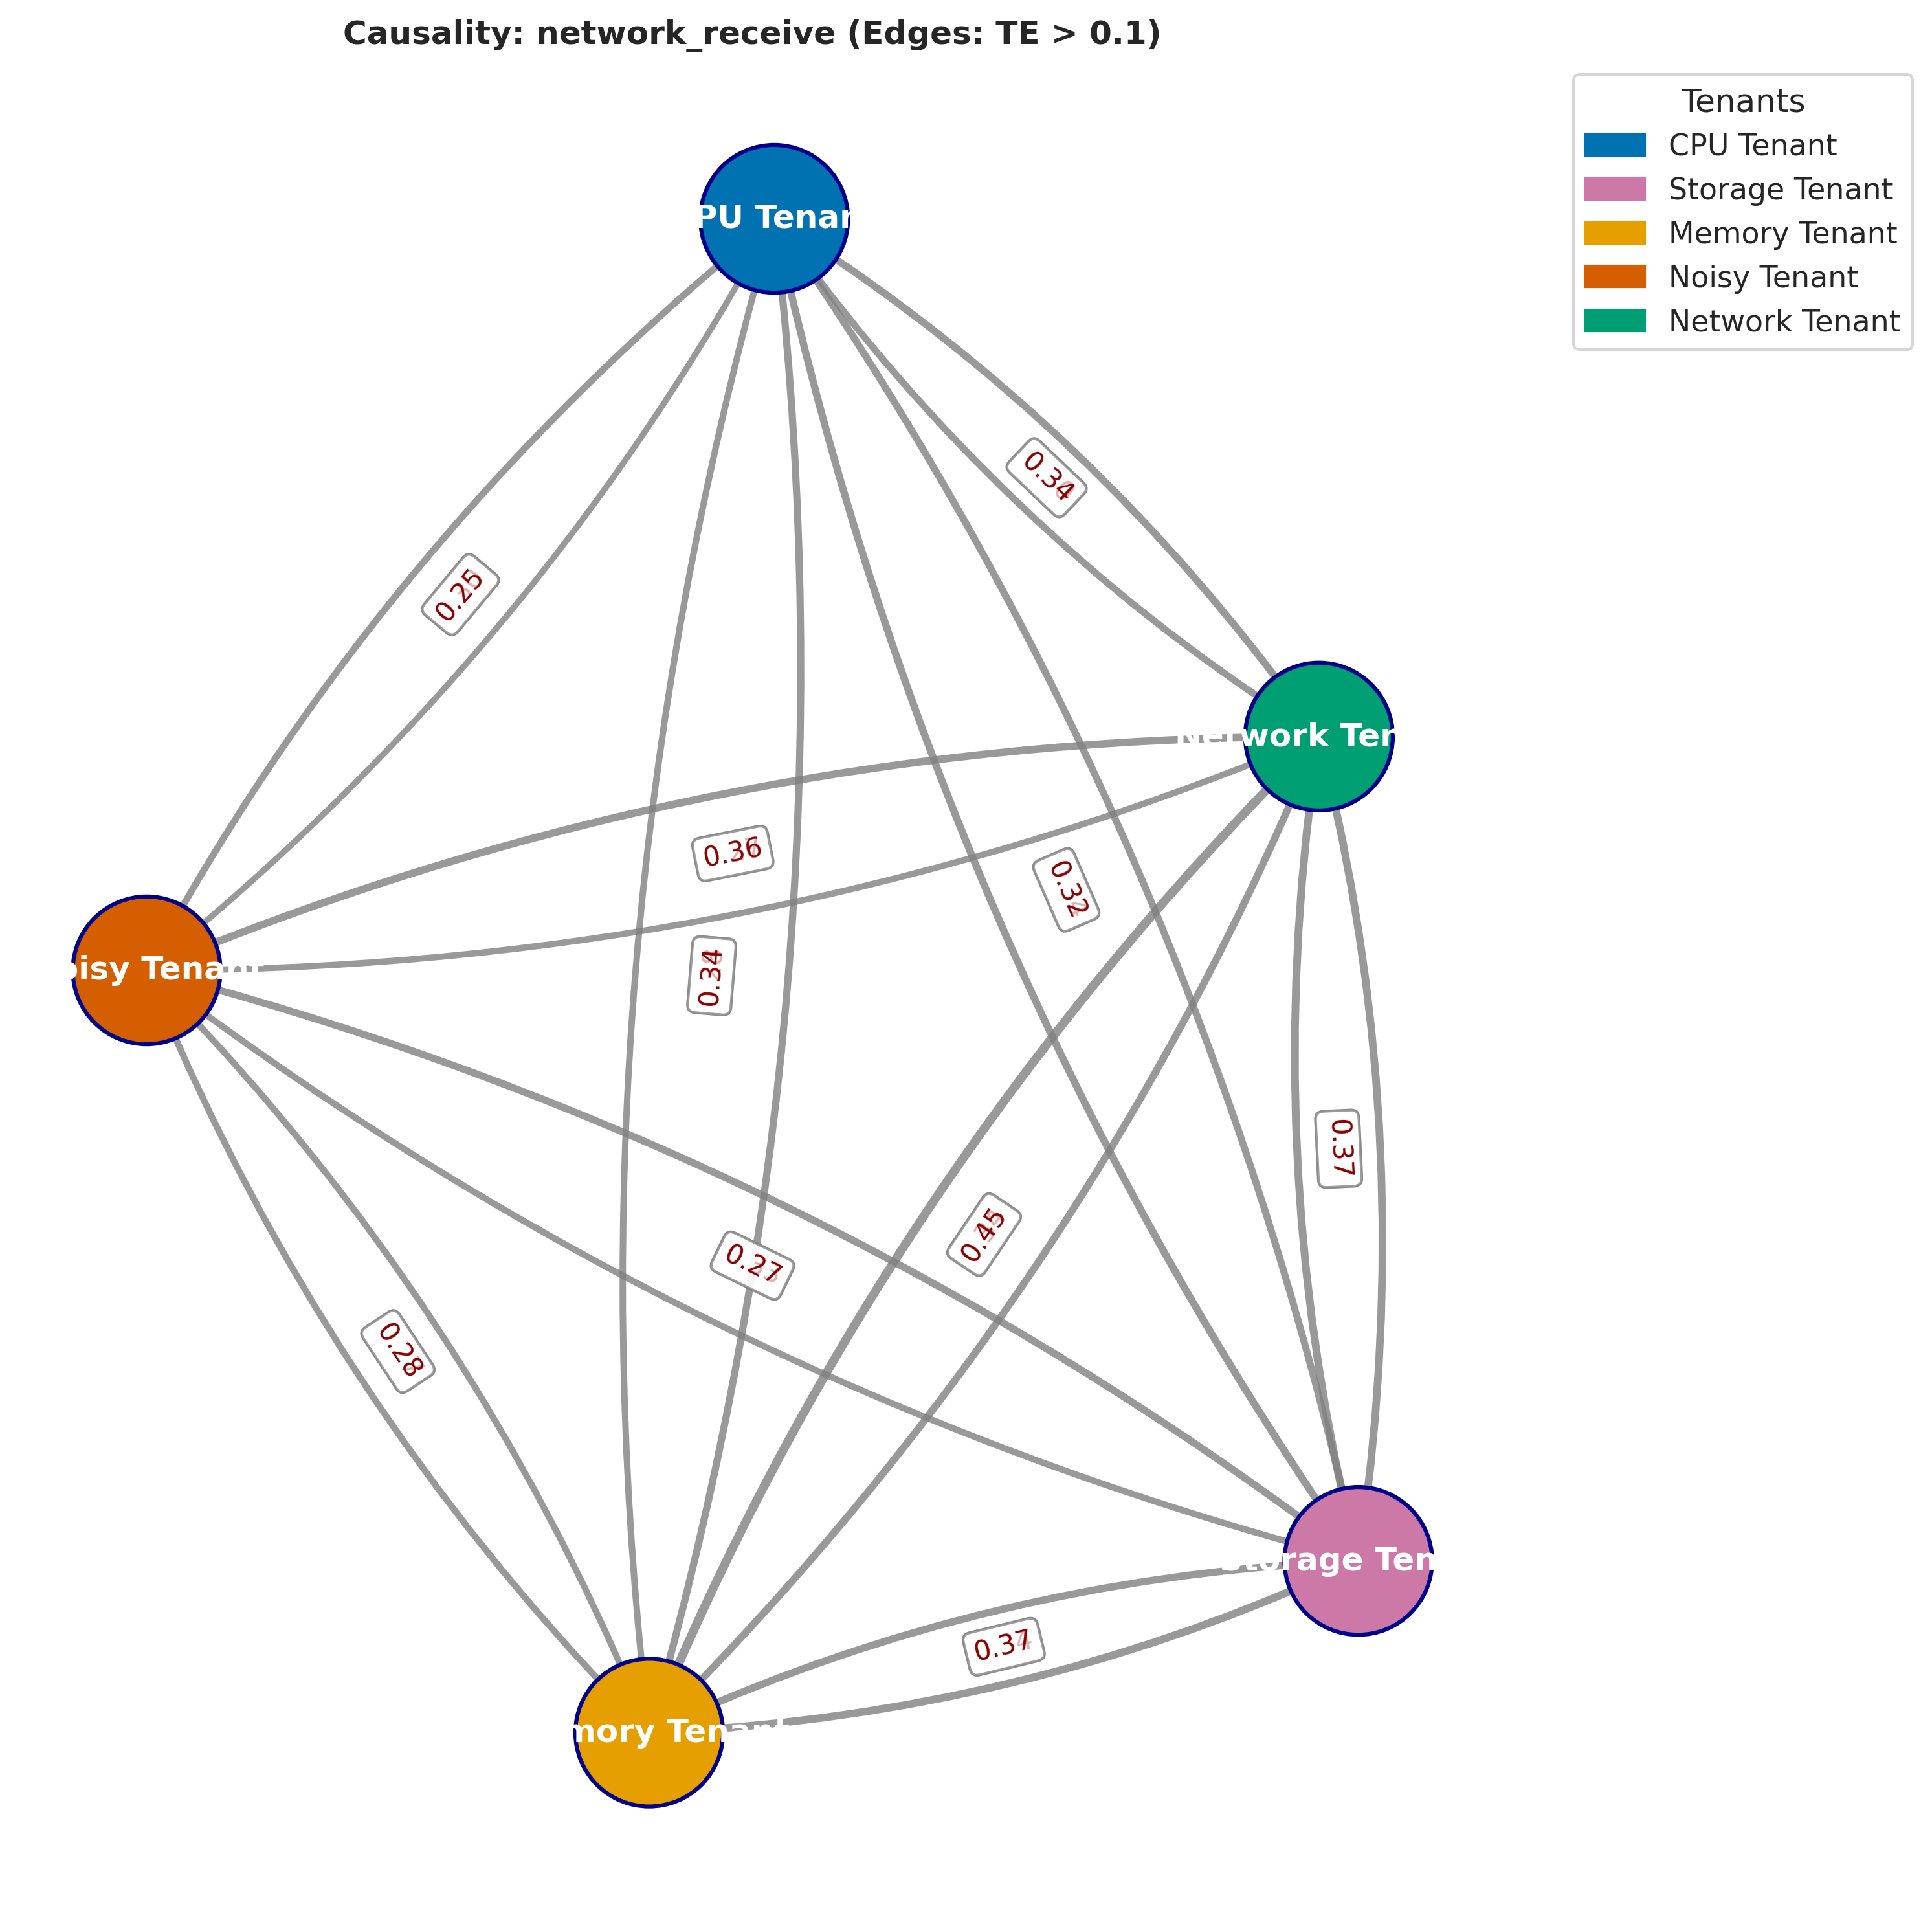 Causality: network_receive (Edges: TE > 0.1)
Tenants
CPU Tenant
Storage Tenant
Memory Tenant
Noisy Tenant
Network Tenant
PU Tenan
0.34
0.25
Network Ten
0.36
0.32
oisy Tenant
0.34
0.37
0.45
0.27
0.28
Storage Ten
0.37
mory Tenant